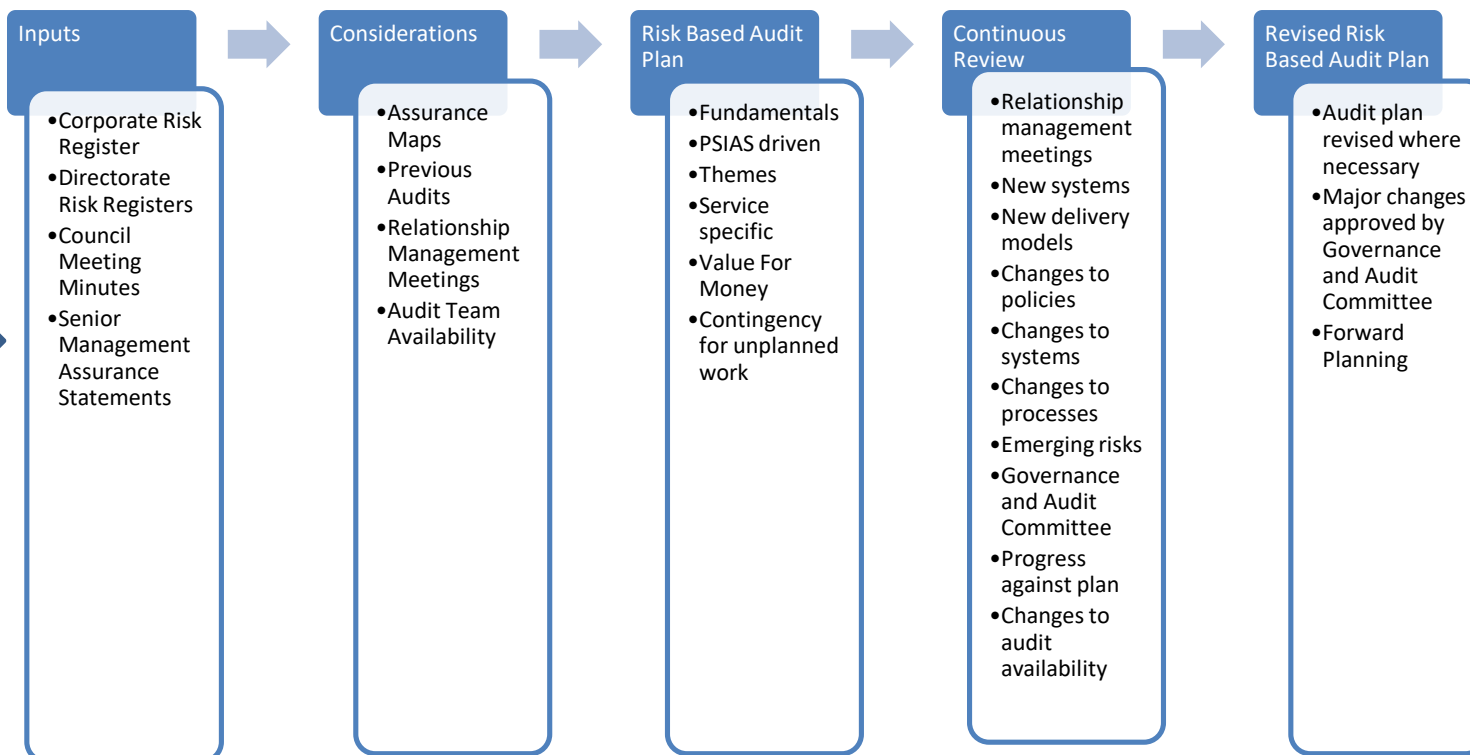 Inputs
•Corporate Risk
Register
•Directorate
Risk Registers
•Council
Meeting
Minutes
•Senior
Management
Assurance
Statements
Considerations
•Assurance
Maps
•Previous
Audits
•Relationship
Management
Meetings
•Audit Team
Availability
Risk Based Audit
Plan
•Fundamentals
•PSIAS driven
•Themes
•Service
specific
•Value For
Money
•Contingency
for unplanned
work
Continuous
Review
•Relationship
management
meetings
•New systems
•New delivery
models
•Changes to
policies
•Changes to
systems
•Changes to
processes
•Emerging risks
•Governance
and Audit
Committee
•Progress
against plan
•Changes to
audit
availability
Revised Risk
Based Audit Plan
•Audit plan
revised where
necessary
•Major changes
approved by
Governance
and Audit
Committee
•Forward
Planning